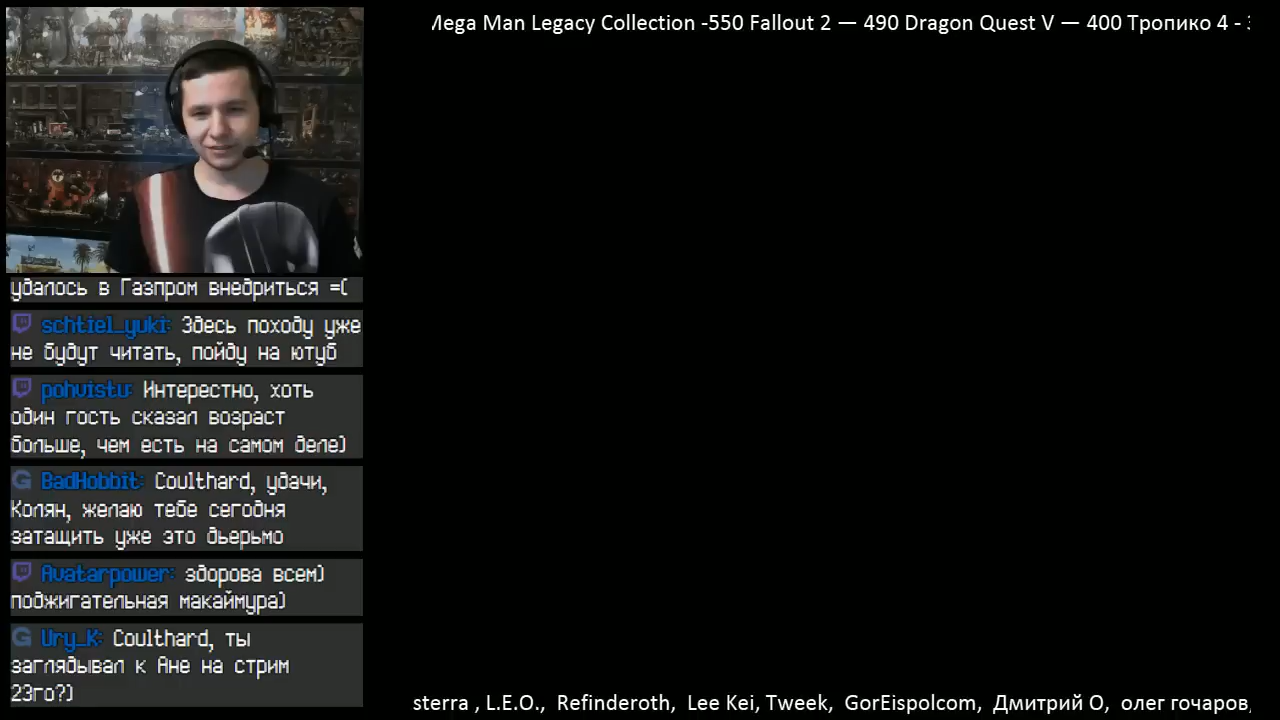 Mega Man Legacy Collection -550 Fallout 2 — 490 Dragon Quest V — 400 Тропико 4 -
удалось в Газпром внедриться =(
schtiel_yuki: Здесь походу уже
не будут читать, пойду на ютуб
pohvistu: Интерестно, хоть
один гость сказал возраст
больше, чем есть на самом деле)
BadHobbit: Coulthard, удачи,
Колян, желаю тебе сегодня
затащить уже это дьерьмо
Avatarpower: здорова всем)
поджигательная макаймура)
Ury_K: Coulthard, ты
заглядывал к Ане на стрим
23го?)
sterra , L.E.O., Refinderoth, Lee Kei, Tweek, GorEispolcom, Дмитрий О, олег гочаров,